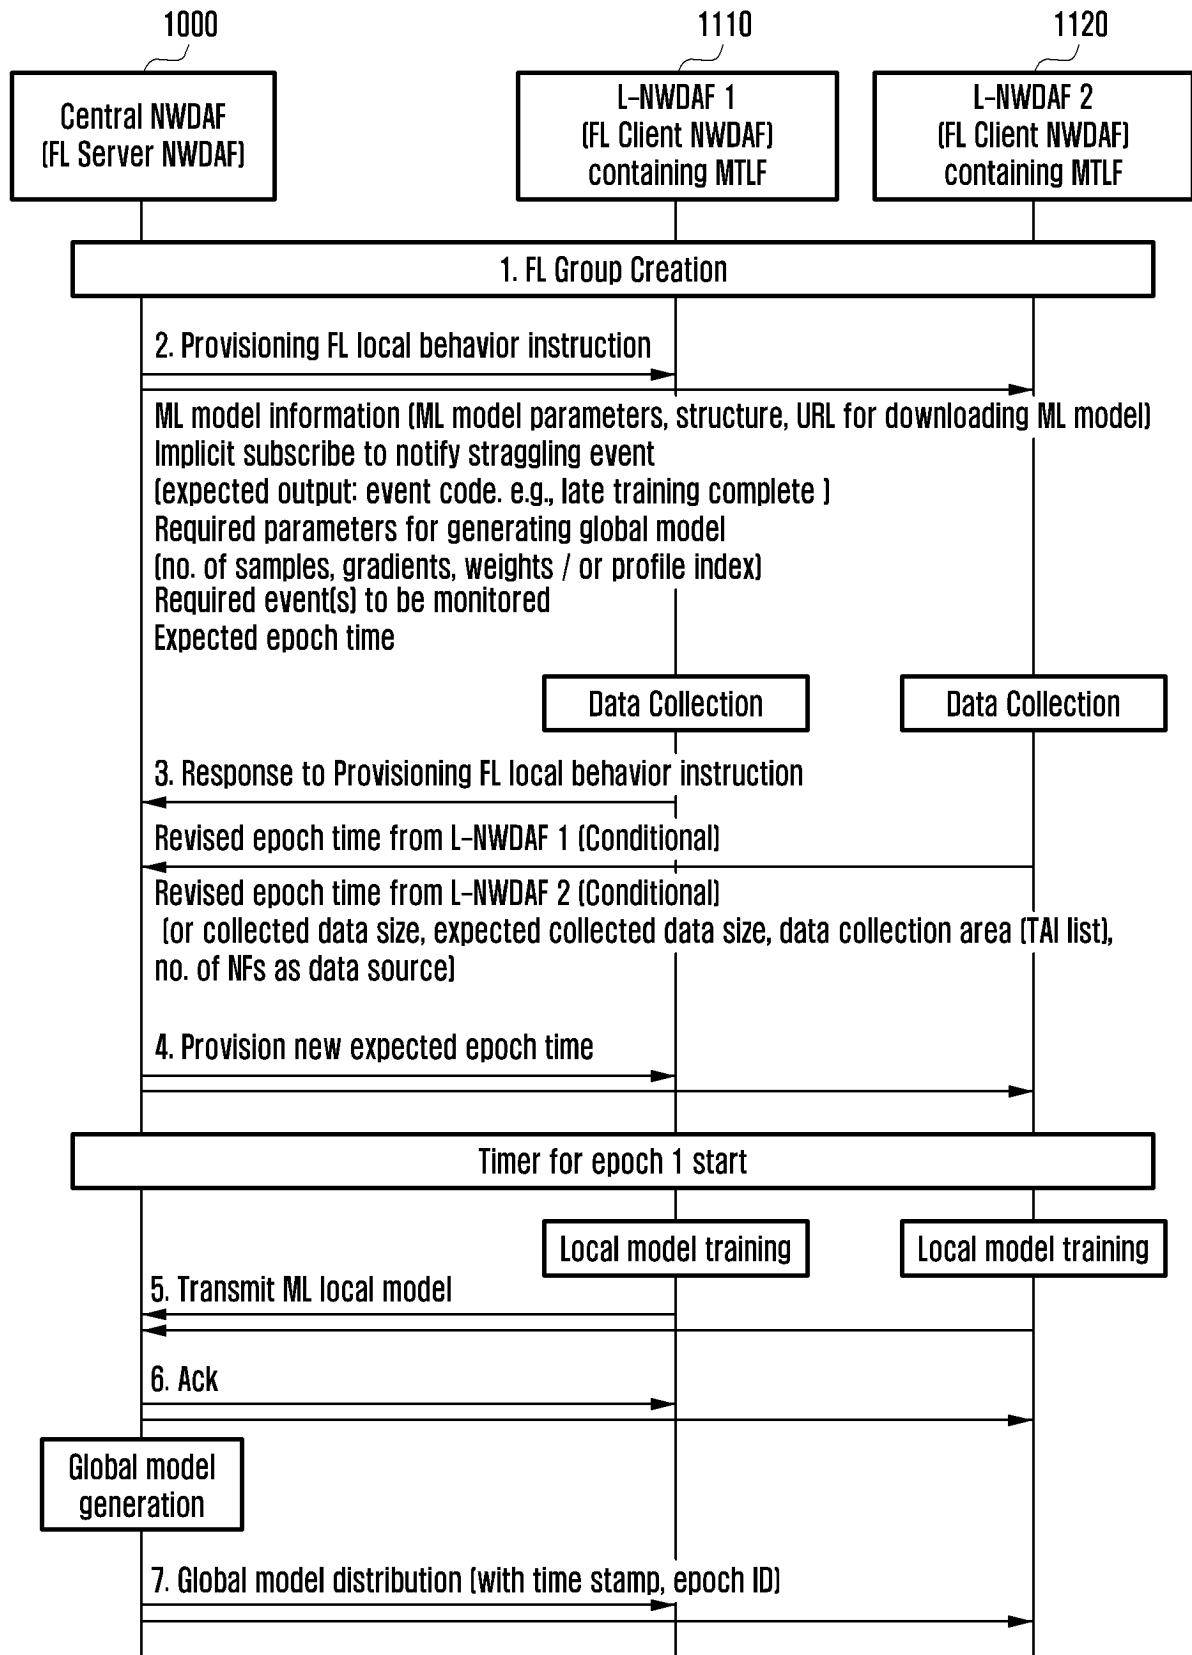 1000
1110
1120
Central NWDAF
(FL Server NWDAF)
L-NWDAF 1
(FL Client NWDAF)
containing MTLF
L-NWDAF 2
(FL Client NWDAF)
containing MTLF
1. FL Group Creation
2. Provisioning FL local behavior instruction
ML model information (ML model parameters, structure, URL for downloading ML model)
Implicit subscribe to notify straggling event
(expected output: event code. e.g., late training complete )
Required parameters for generating global model
(no. of samples, gradients, weights / or profile index)
Required event(s) to be monitored
Expected epoch time
Data Collection
Data Collection
3. Response to Provisioning FL local behavior instruction
Revised epoch time from L-NWDAF 1 (Conditional)
Revised epoch time from L-NWDAF 2 (Conditional)
(or collected data size, expected collected data size, data collection area (TAI list),
no. of NFs as data source)
4. Provision new expected epoch time
Timer for epoch 1 start
Local model training
Local model training
5. Transmit ML local model
6. Ack
Global model
generation
7. Global model distribution (with time stamp, epoch ID)